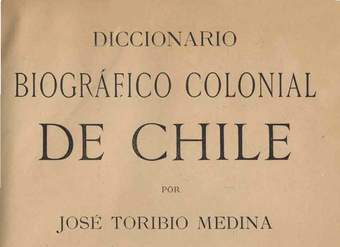 DICCIONARIO
BIOGRÁFICO COLONIAL
DE CHILE
POR
JOSÉ TORIBIO MEDINA